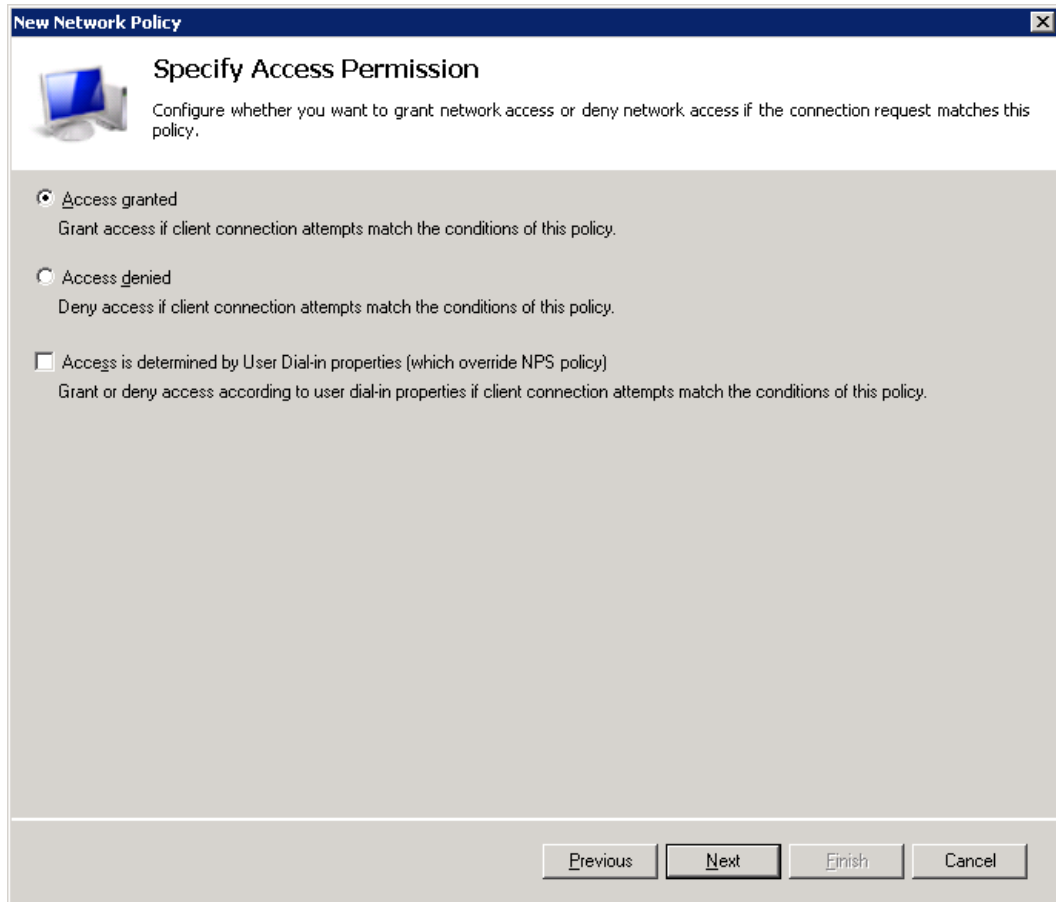 New Network Policy
Specify Access Permission
Configure whether you want to grant network access or deny network access if the connection request matches this
policy.
Access granted
Grant access if client connection attempts match the conditions of this policy.
Access denied
Deny access if client connection attempts match the conditions of this policy.
Access is determined by User Dial-in properties (which override NPS policy)
Grant or deny access according to user dial-in properties if client connection attempts match the conditions of this policy.
Previous Next Finish Cancel